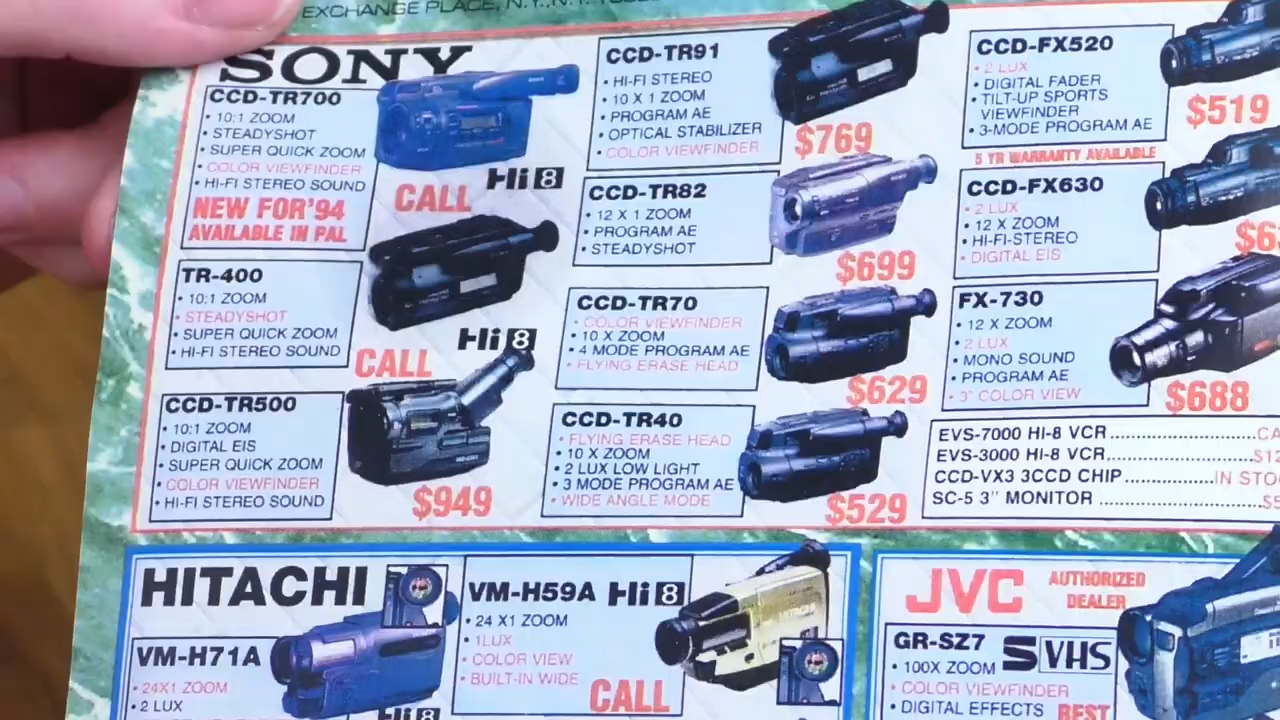 EXCHANGE PLACE, N.Y., N.Y.
SONY
CCD-TR700
• 10:1 ZOOM
• STEADYSHOT
• SUPER QUICK ZOOM
• COLOR VIEWFINDER
• HI-FI STEREO SOUND
NEW FOR'94
AVAILABLE IN PAL
CALL
Hi8
TR-400
• 10:1 ZOOM
• STEADYSHOT
• SUPER QUICK ZOOM
• HI-FI STEREO SOUND
CALL
Hi8
CCD-TR500
• 10:1 ZOOM
• DIGITAL EIS
• SUPER QUICK ZOOM
• COLOR VIEWFINDER
• HI-FI STEREO SOUND
$949
CCD-TR91
• HI-FI STEREO
• 10 X 1 ZOOM
• PROGRAM AE
• OPTICAL STABILIZER
• COLOR VIEWFINDER
$769
CCD-TR82
• 12 X 1 ZOOM
• PROGRAM AE
• STEADYSHOT
SONY
$699
CCD-TR70
• COLOR VIEWFINDER
• 10 X ZOOM
• 4 MODE PROGRAM AE
• FLYING ERASE HEAD
$629
CCD-TR40
• FLYING ERASE HEAD
• 10 X ZOOM
• 2 LUX LOW LIGHT
• 3 MODE PROGRAM AE
• WIDE ANGLE MODE
$529
CCD-FX520
• 2 LUX
• DIGITAL FADER
• TILT-UP SPORTS
VIEWFINDER
• 3-MODE PROGRAM AE
$519
5 YR WARRANTY AVAILABLE
CCD-FX630
• 2 LUX
• 12 X ZOOM
• HI-FI-STEREO
• DIGITAL EIS
FX-730
• 12 X ZOOM
• 2 LUX
• MONO SOUND
• PROGRAM AE
• 3" COLOR VIEW
$688
EVS-7000 HI-8 VCR
EVS-3000 HI-8 VCR
CCD-VX3 3CCD CHIP IN
SC-5 3" MONITOR
HITACHI
VM-H71A
• 24X1 ZOOM
• 2 LUX
Hi8
VM-H59A Hi8
• 24 X1 ZOOM
• 1LUX
• COLOR VIEW
• BUILT-IN WIDE
CALL
HITACHI
JVC AUTHORIZED
DEALER
GR-SZ7 S VHS
• 100X ZOOM
• COLOR VIEWFINDER
• DIGITAL EFFECTS
BEST